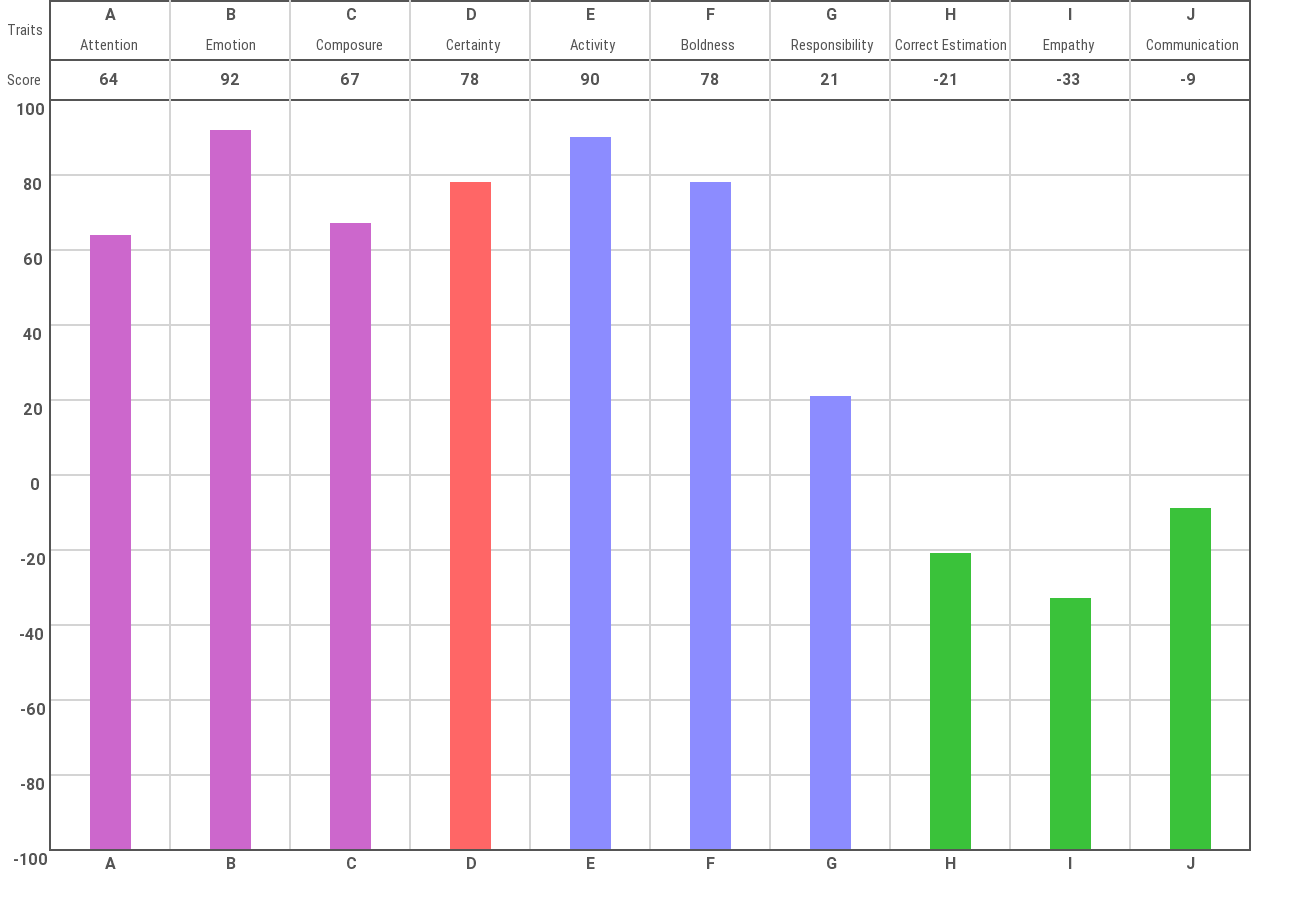 Traits A B C D E F G H I J
Attention Emotion Composure Certainty Activity Boldness Responsibility Correct Estimation Empathy Communication
Score 64 92 67 78 90 78 21 -21 -33 -9
100
80
60
40
20
0
-20
-40
-60
-80
-100
A B C D E F G H I J